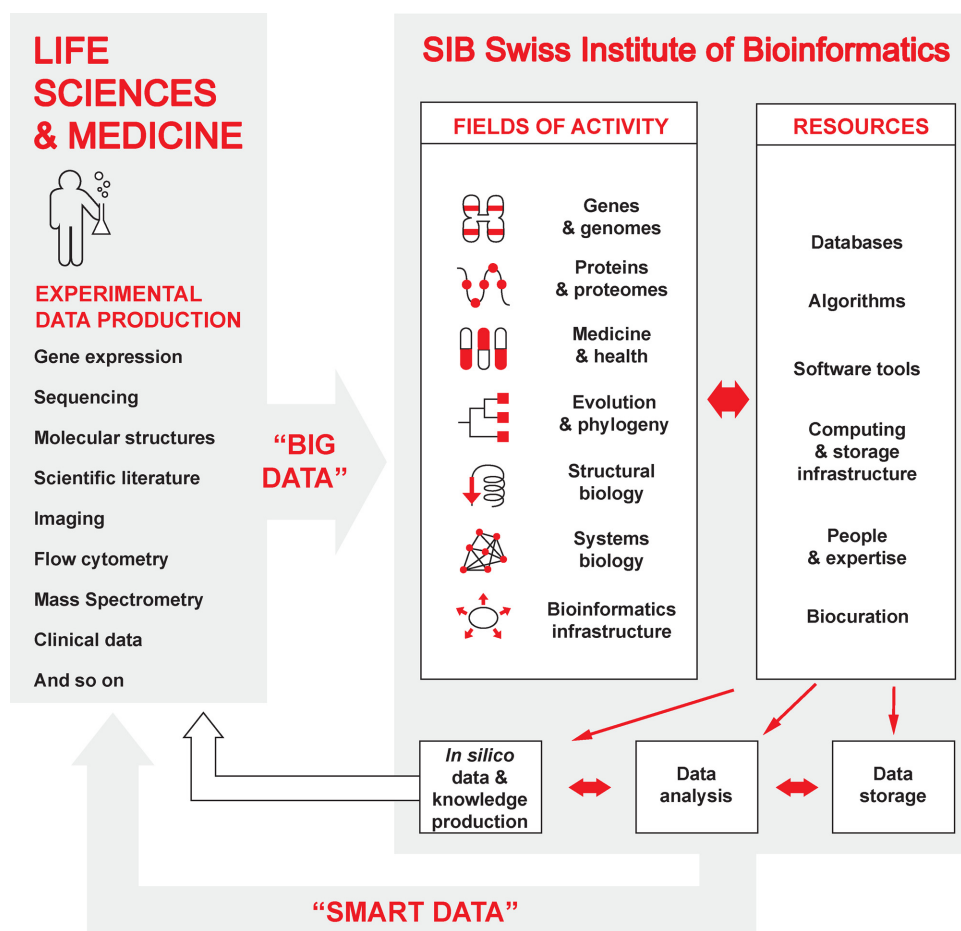 LIFE
SCIENCES
& MEDICINE
EXPERIMENTAL
DATA PRODUCTION
Gene expression
Sequencing
Molecular structures
Scientific literature
Imaging
Flow cytometry
Mass Spectrometry
Clinical data
And so on
“BIG
DATA”
SIB Swiss Institute of Bioinformatics
FIELDS OF ACTIVITY
Genes
& genomes
Proteins
& proteomes
Medicine
& health
Evolution
& phylogeny
Structural
biology
Systems
biology
Bioinformatics
infrastructure
RESOURCES
Databases
Algorithms
Software tools
Computing
& storage
infrastructure
People
& expertise
Biocuration
In silico
data &
knowledge
production
Data
analysis
Data
storage
“SMART DATA”